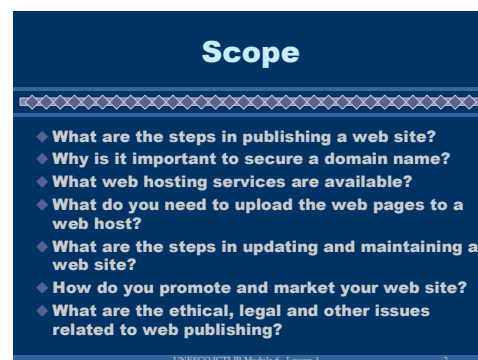 Scope
What are the steps in publishing a web site?
Why is it important to secure a domain name?
What web hosting services are available?
What do you need to upload the web pages to a
web host?
What are the steps in updating and maintaining a
web site?
How do you promote and market your web site?
What are the ethical, legal and other issues
related to web publishing?
UNESCO ICTLIP Module 6. Lesson 1
2